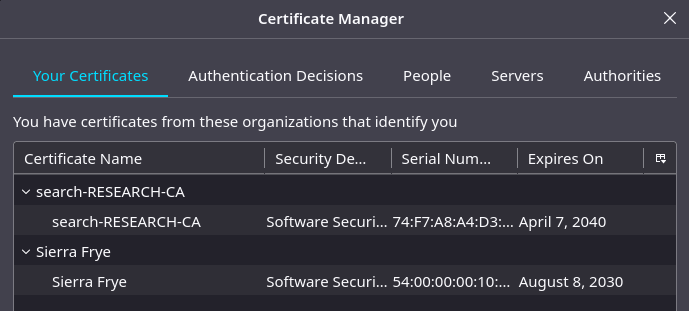 Certificate Manager
Your Certificates Authentication Decisions People Servers Authorities
You have certificates from these organizations that identify you
Certificate Name Security De... Serial Num... Expires On
search-RESEARCH-CA
search-RESEARCH-CA Software Securi... 74:F7:A8:A4:D3:... April 7, 2040
Sierra Frye
Sierra Frye Software Securi... 54:00:00:00:10:... August 8, 2030